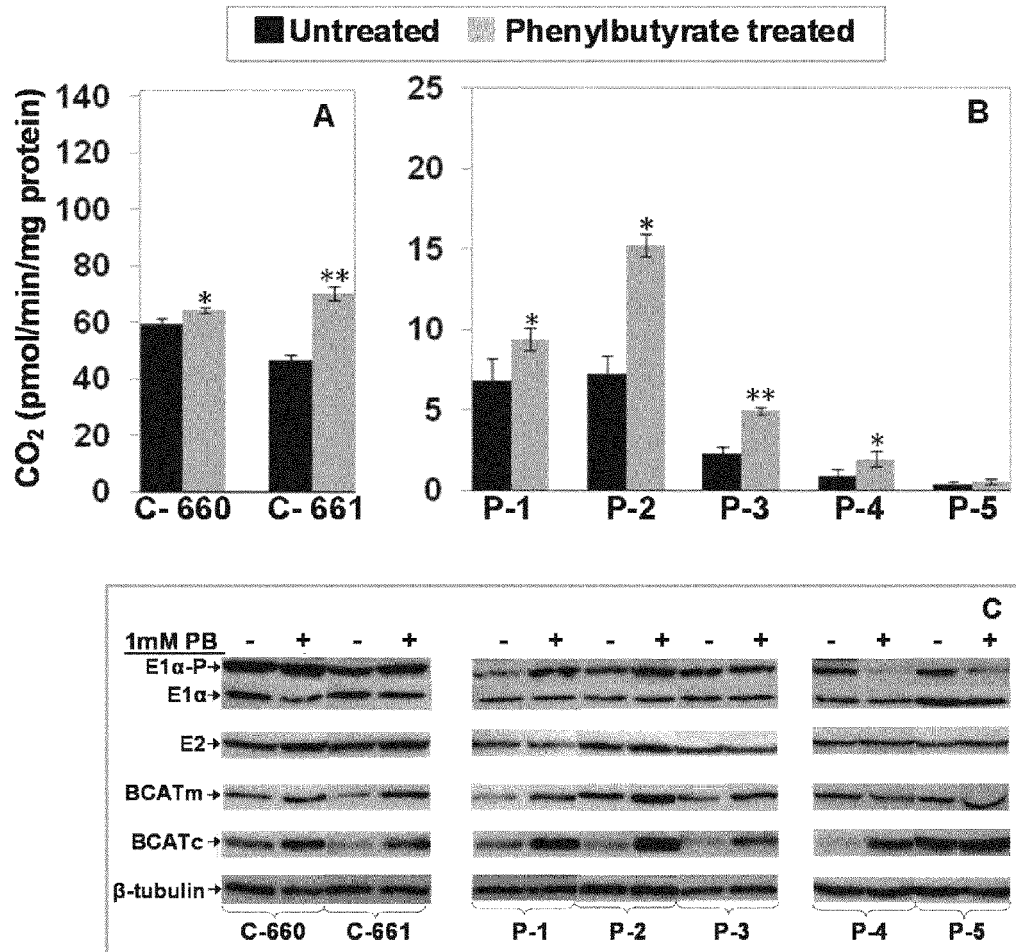 Untreated Phenylbutyrate treated
CO₂ (pmol/min/mg protein)
A
140
120
100
80
60
40
20
0
* **
C- 660 C- 661
B
25
20
15
10
5
0
* * ** *
P-1 P-2 P-3 P-4 P-5
C
1mM PB - + - + - + - + - + - + - +
E1α-P
E1α
E2
BCATm
BCATc
β-tubulin
C-660 C-661 P-1 P-2 P-3 P-4 P-5